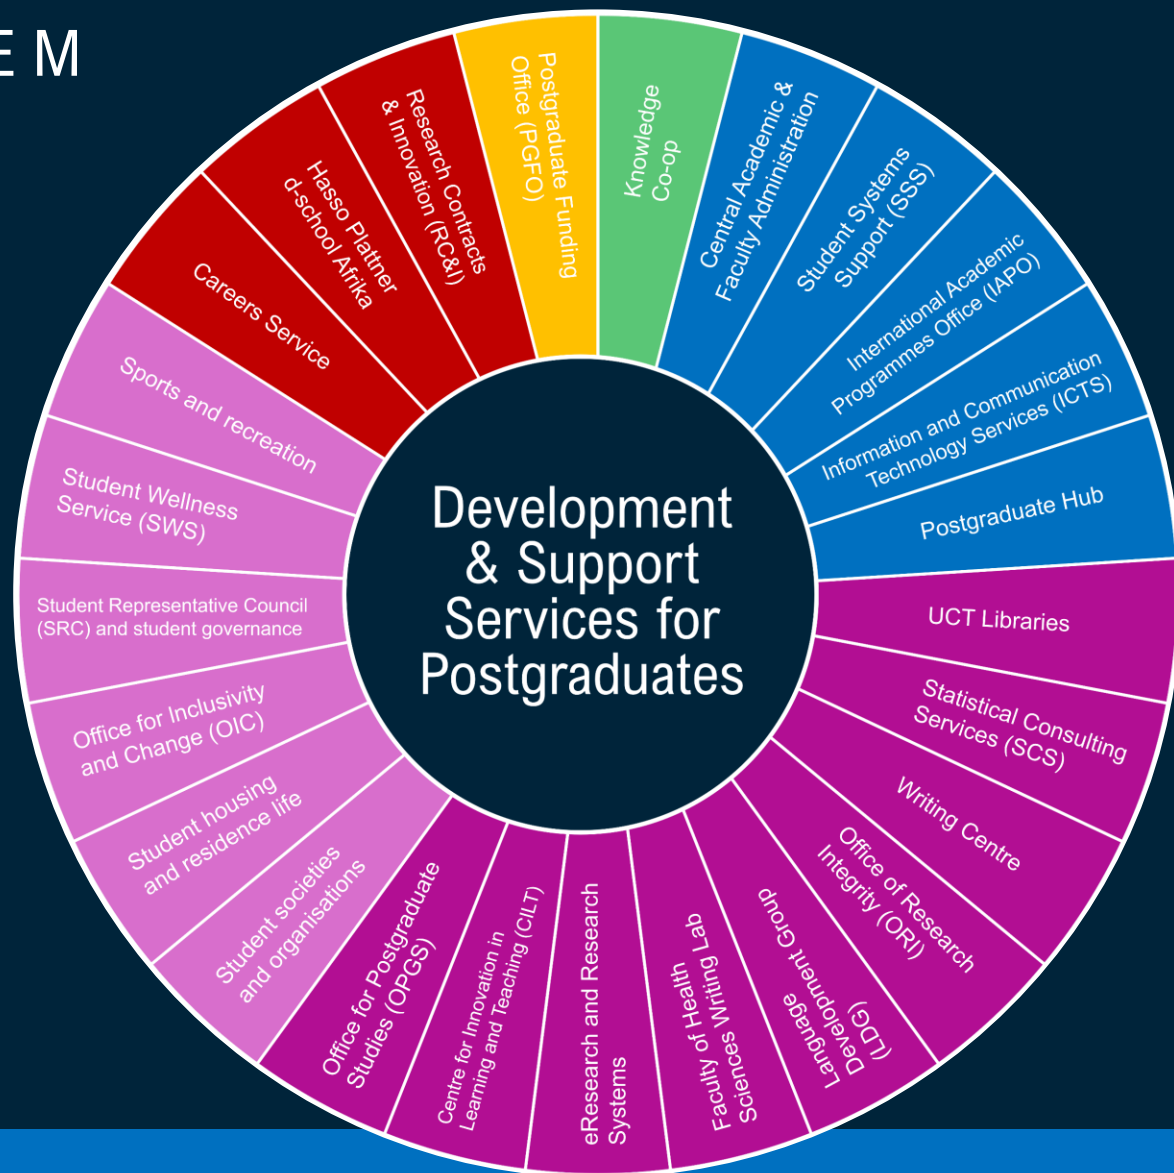 EM
Development
& Support
Services for
Postgraduates
Knowledge
Co-op
Central Academic &
Faculty Administration
Student Systems
Support (SSS)
International Academic
Programmes Office (IAPO)
Information and Communication
Technology Services (ICTS)
Postgraduate Hub
UCT Libraries
Statistical Consulting
Services (SCS)
Writing Centre
Office of Research
Integrity (ORI)
Language
Development Group
(LDG)
Faculty of Health
Sciences Writing Lab
eResearch and Research
Systems
Centre for Innovation in
Learning and Teaching (CILT)
Office for Postgraduate
Studies (OPGS)
Student societies
and organisations
Student housing
and residence life
Office for Inclusivity
and Change (OIC)
Student Representative Council
(SRC) and student governance
Student Wellness
Service (SWS)
Sports and recreation
Careers Service
Hasso Plattner
d-school Afrika
Research Contracts
& Innovation (RC&I)
Postgraduate Funding
Office (PGFO)